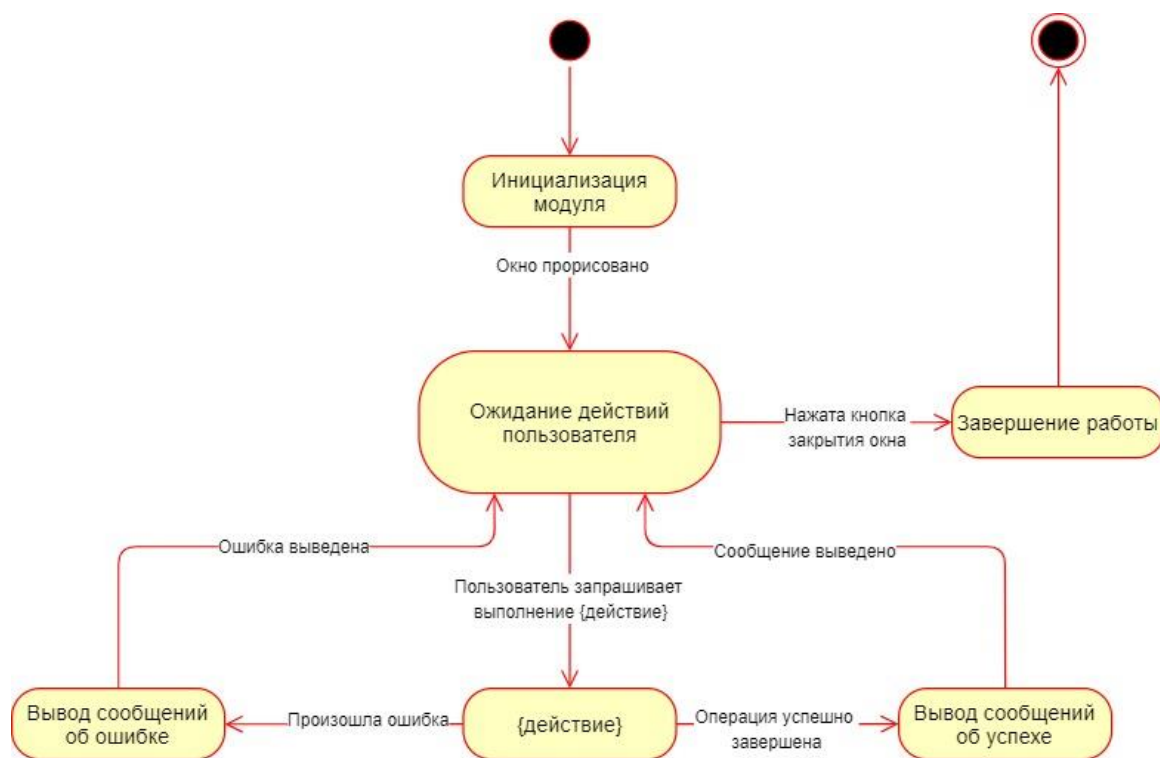 Инициализация
модуля
Окно прорисовано
Ожидание действий
пользователя
Нажата кнопка
закрытия окна
Завершение работы
Ошибка выведена
Сообщение выведено
Пользователь запрашивает
выполнение {действие}
Вывод сообщений
об ошибке
Произошла ошибка
{действие}
Операция успешно
завершена
Вывод сообщений
об успехе